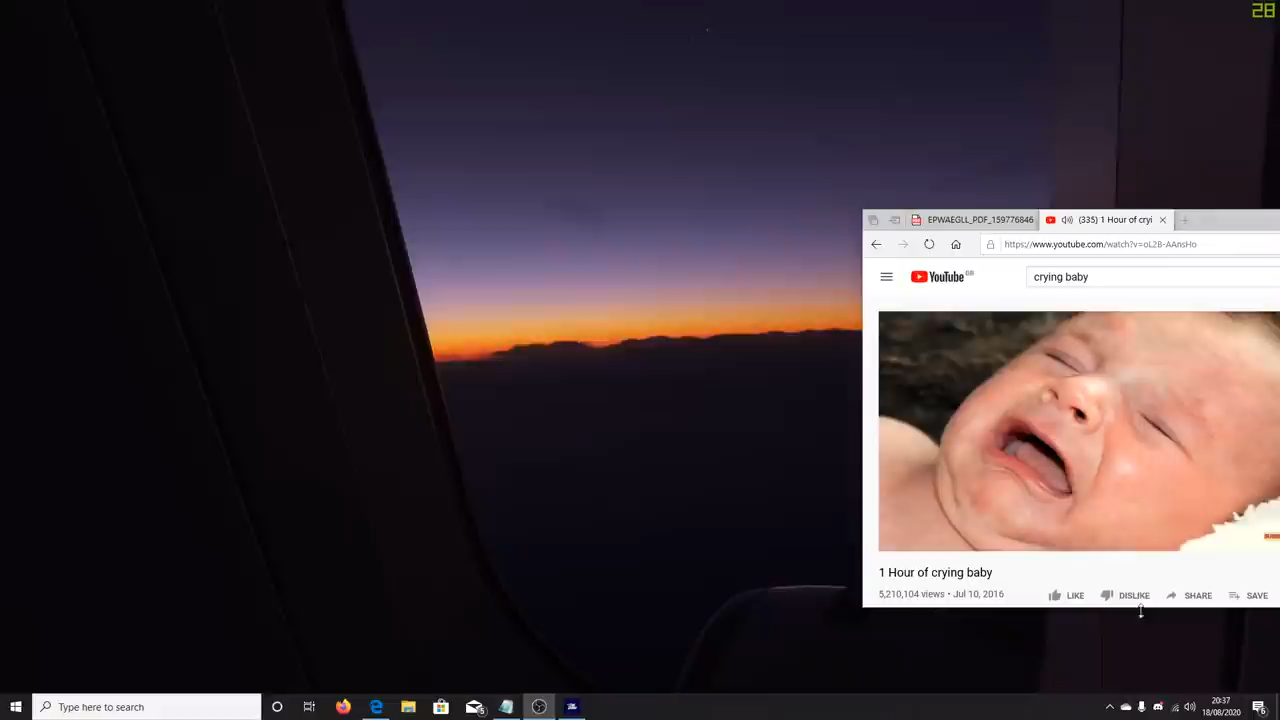 28
EPWAEGLL_PDF_159776846
(335) 1 Hour of cryi
https://www.youtube.com/watch?v=oL2B-AAnsHo
YouTube GB
crying baby
1 Hour of crying baby
5,210,104 views • Jul 10, 2016
LIKE
DISLIKE
SHARE
SAVE
Type here to search
20:37
18/08/2020